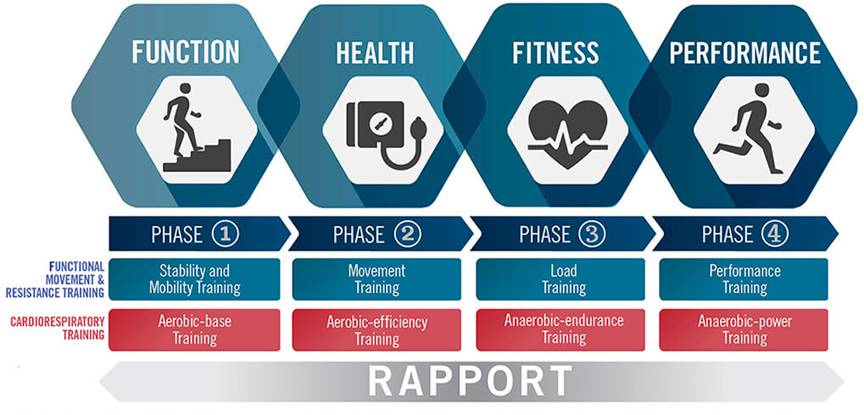 FUNCTION
HEALTH
FITNESS
PERFORMANCE
PHASE 1
PHASE 2
PHASE 3
PHASE 4
FUNCTIONAL
MOVEMENT &
RESISTANCE TRAINING
Stability and
Mobility Training
Movement
Training
Load
Training
Performance
Training
CARDIORESPIRATORY
TRAINING
Aerobic-base
Training
Aerobic-efficiency
Training
Anaerobic-endurance
Training
Anaerobic-power
Training
RAPPORT